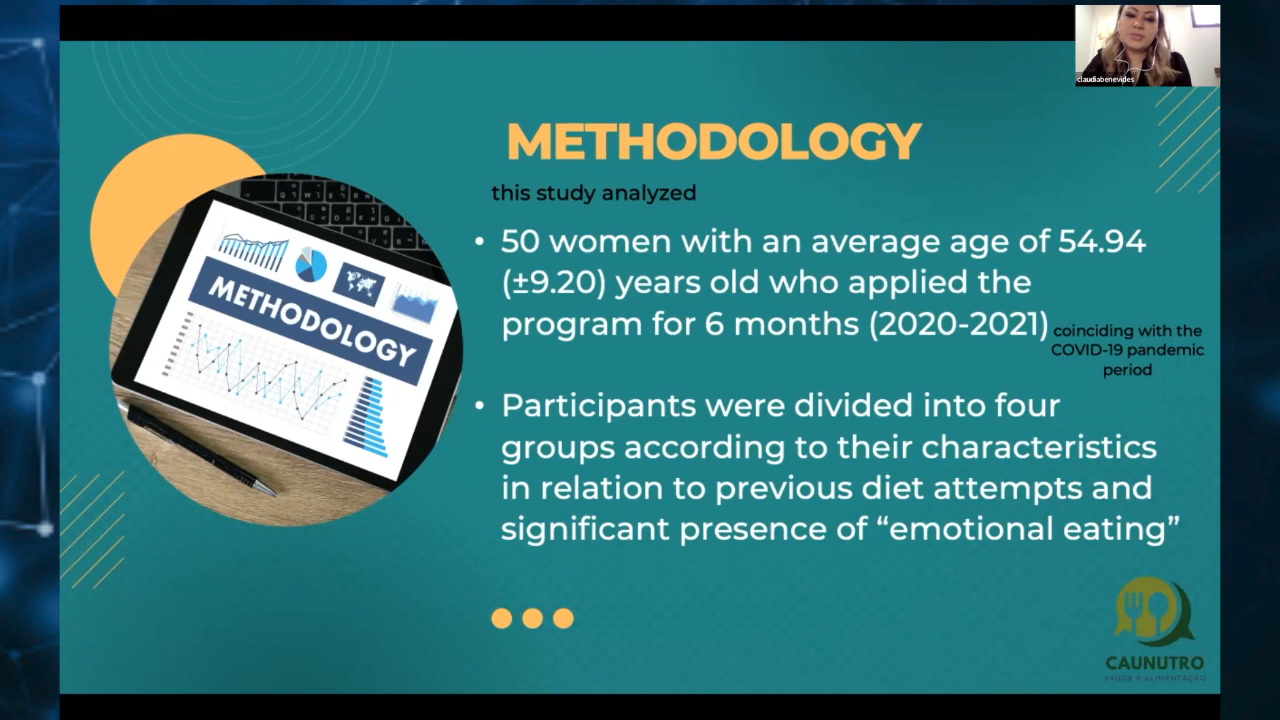 claudiabenevides
METHODOLOGY
this study analyzed
• 50 women with an average age of 54.94
(±9.20) years old who applied the
program for 6 months (2020-2021)
coinciding with the
COVID-19 pandemic
period
• Participants were divided into four
groups according to their characteristics
in relation to previous diet attempts and
significant presence of “emotional eating”
METHODOLOGY
CAUNUTRO
SAÚDE E ALIMENTAÇÃO